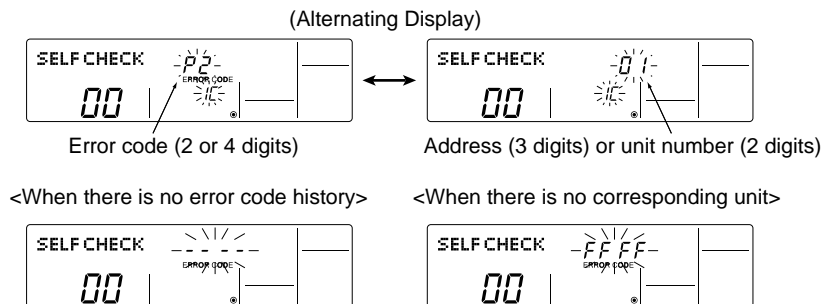 (Alternating Display)
SELF CHECK P2 ERROR CODE 1C 00
SELF CHECK 01 1C 00
Error code (2 or 4 digits)
Address (3 digits) or unit number (2 digits)
<When there is no error code history>
<When there is no corresponding unit>
SELF CHECK - - - - ERROR CODE 00
SELF CHECK FFFF ERROR CODE 00